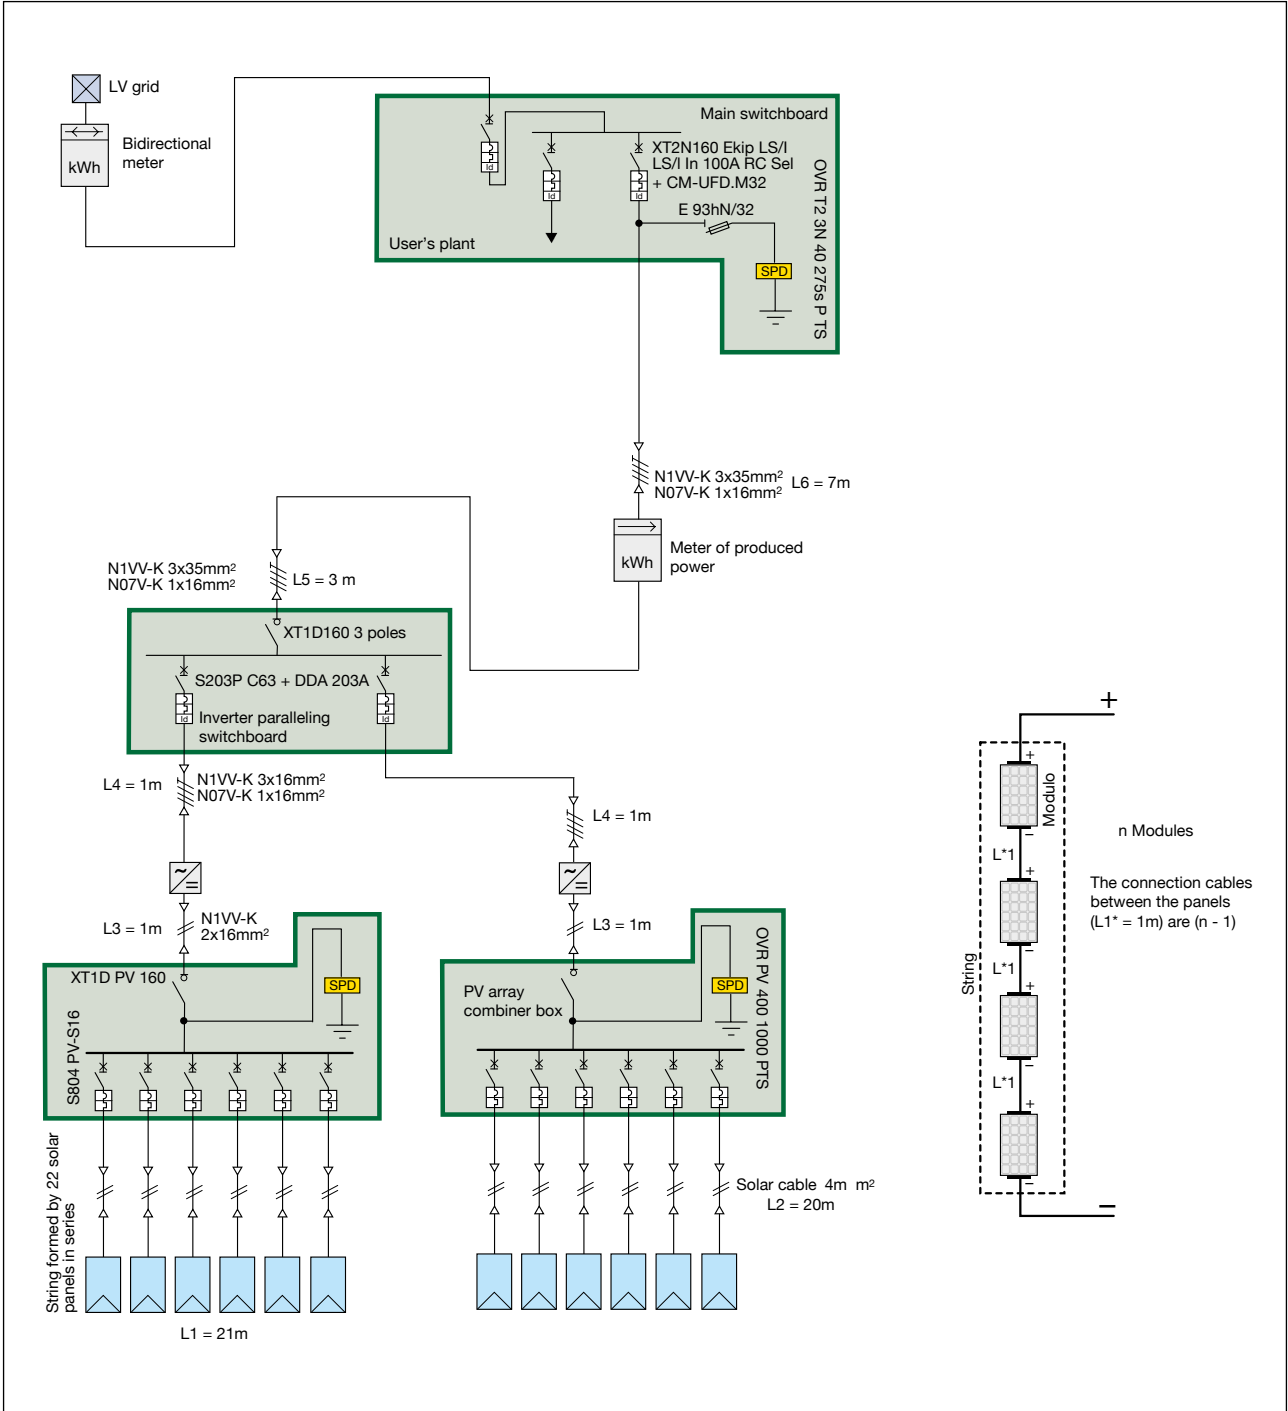 LV grid
Bidirectional
meter
kWh
Main switchboard
Id
Id
Id
XT2N160 Ekip LS/I
LS/I In 100A RC Sel
+ CM-UFD.M32
E 93hN/32
User's plant
SPD
OVR T2 3N 40 275s P TS
N1VV-K 3x35mm²
N07V-K 1x16mm²
L6 = 7m
kWh
Meter of produced
power
N1VV-K 3x35mm²
N07V-K 1x16mm²
L5 = 3 m
XT1D160 3 poles
S203P C63 + DDA 203A
Id
Id
Inverter paralleling
switchboard
L4 = 1m
N1VV-K 3x16mm²
N07V-K 1x16mm²
L4 = 1m
~
=
~
=
L3 = 1m
N1VV-K
2x16mm²
L3 = 1m
XT1D PV 160
SPD
S804 PV-S16
PV array
combiner box
SPD
OVR PV 400 1000 PTS
String formed by 22 solar
panels in series
L1 = 21m
Solar cable 4m m²
L2 = 20m
+
String
Modulo
+
–
L*1
+
–
L*1
+
–
L*1
+
–
–
n Modules
The connection cables
between the panels
(L1* = 1m) are (n - 1)